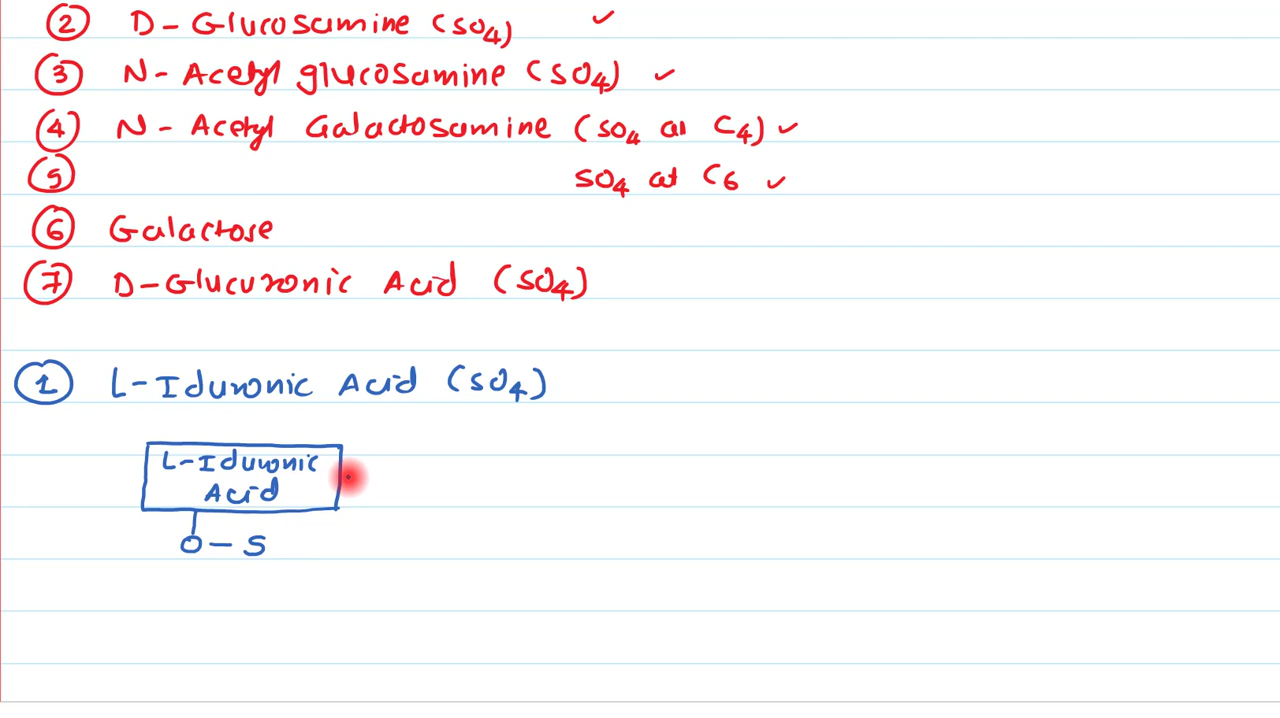 ② D-Glucosamine (SO4) ✓
③ N-Acetyl glucosamine (SO4) ✓
④ N-Acetyl Galactosamine (SO4 at C4) ✓
⑤ SO4 at C6 ✓
⑥ Galactose
⑦ D-Glucuronic Acid (SO4)
① L-Iduronic Acid (SO4)
L-Iduronic
Acid
O-S